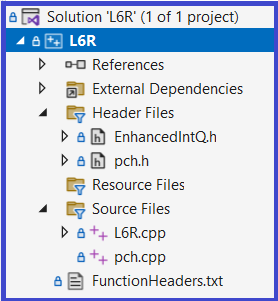 Solution 'L6R' (1 of 1 project)
L6R
References
External Dependencies
Header Files
EnhancedIntQ.h
pch.h
Resource Files
Source Files
L6R.cpp
pch.cpp
FunctionHeaders.txt